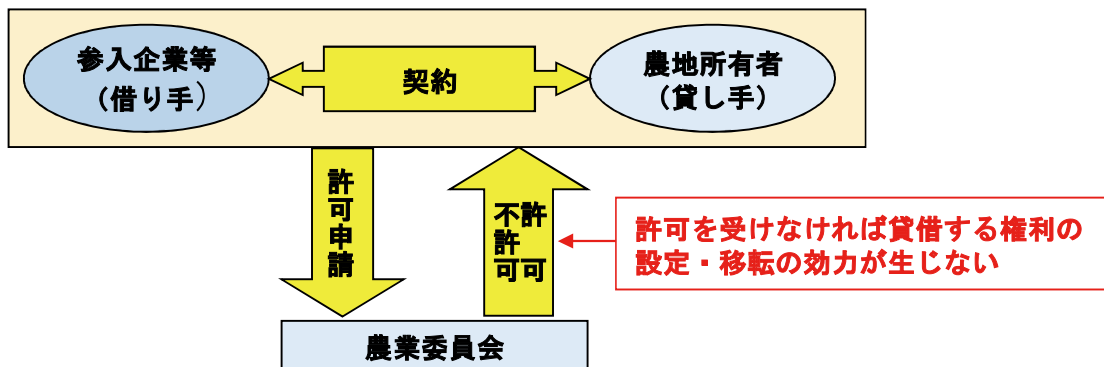 参入企業等
（借り手）
契約
農地所有者
（貸し手）
許可申請
許可
不許可
許可を受けなければ貸借する権利の
設定・移転の効力が生じない
農業委員会